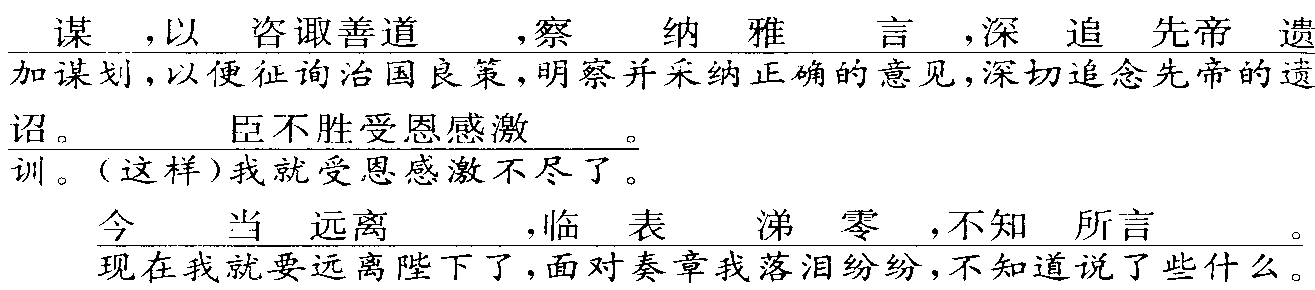 谋,以咨诹善道,察纳雅言,深追先帝遗
加谋划,以便征询治国良策,明察并采纳正确的意见,深切追念先帝的遗
诏。臣不胜受恩感激。
训。(这样)我就受恩感激不尽了。
今当远离,临表涕零,不知所言。
现在我就要远离陛下了,面对奏章我落泪纷纷,不知道说了些什么。